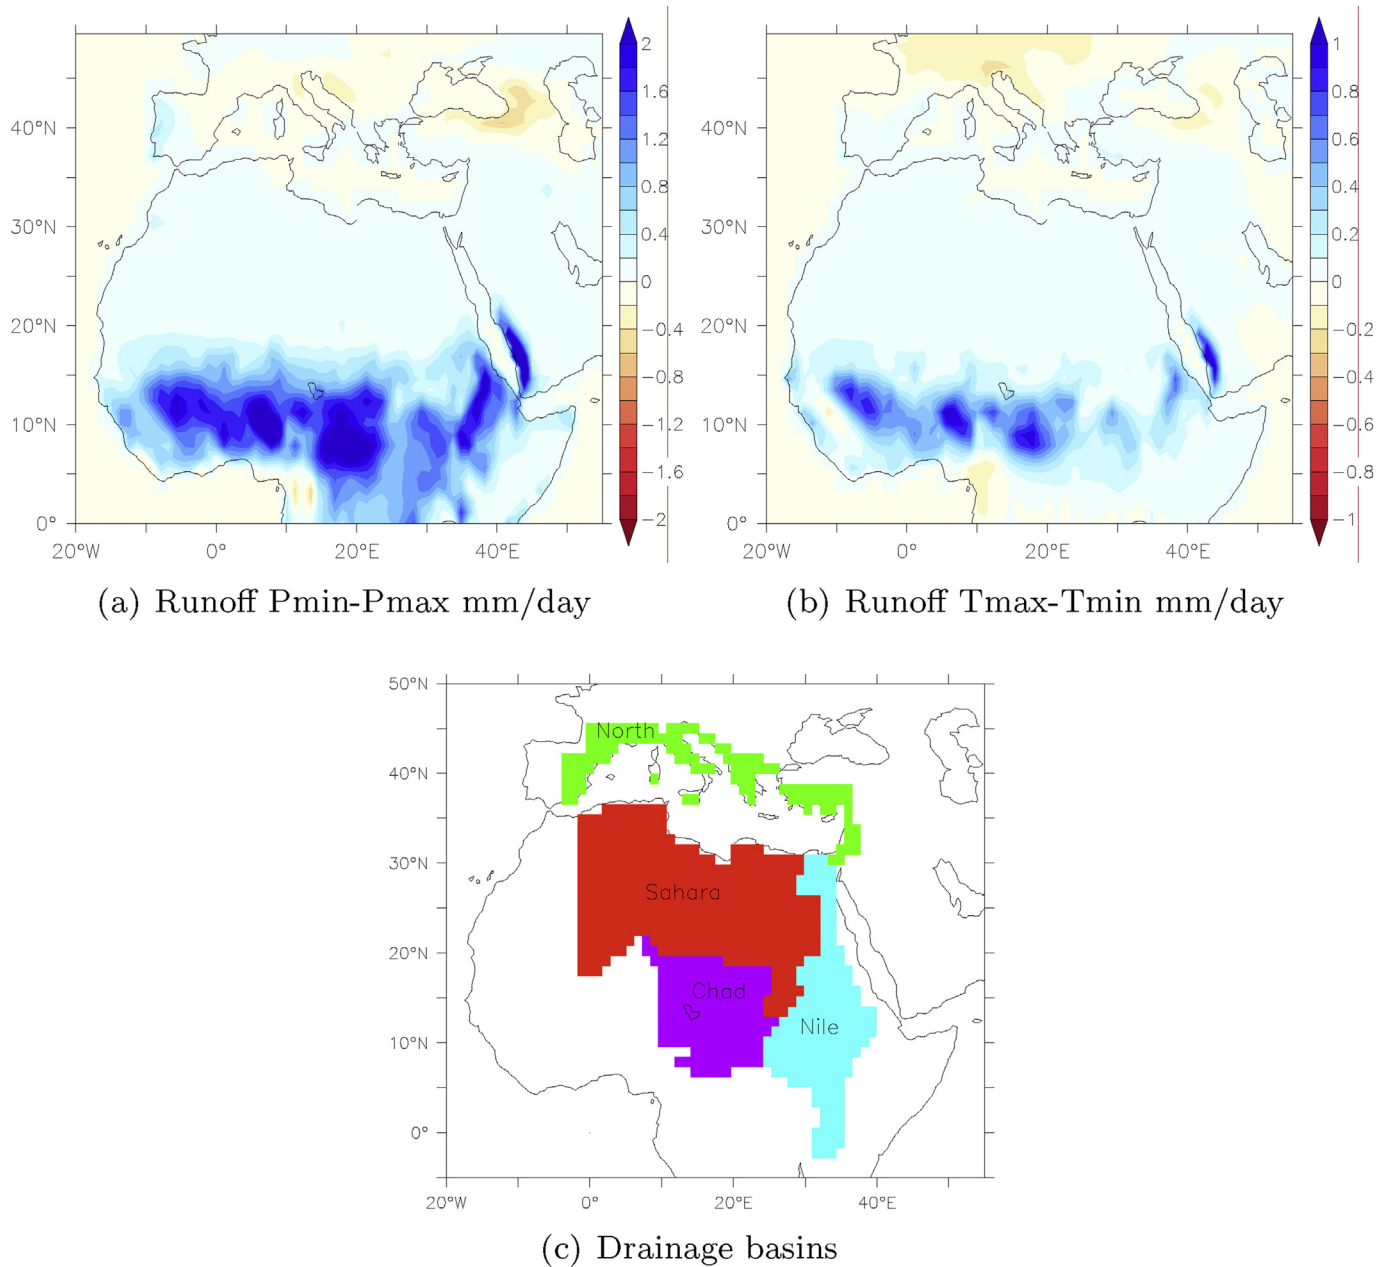 2
1.6
1.2
0.8
0.4
0
−0.4
−0.8
−1.2
−1.6
−2
40°N
30°N
20°N
10°N
0°
20°W
0°
20°E
40°E
(a) Runoff Pmin-Pmax mm/day
1
0.8
0.6
0.4
0.2
0
−0.2
−0.4
−0.6
−0.8
−1
40°N
30°N
20°N
10°N
0°
20°W
0°
20°E
40°E
(b) Runoff Tmax-Tmin mm/day
50°N
40°N
30°N
20°N
10°N
0°
North
Sahara
Chad
Nile
20°W
0°
20°E
40°E
(c) Drainage basins